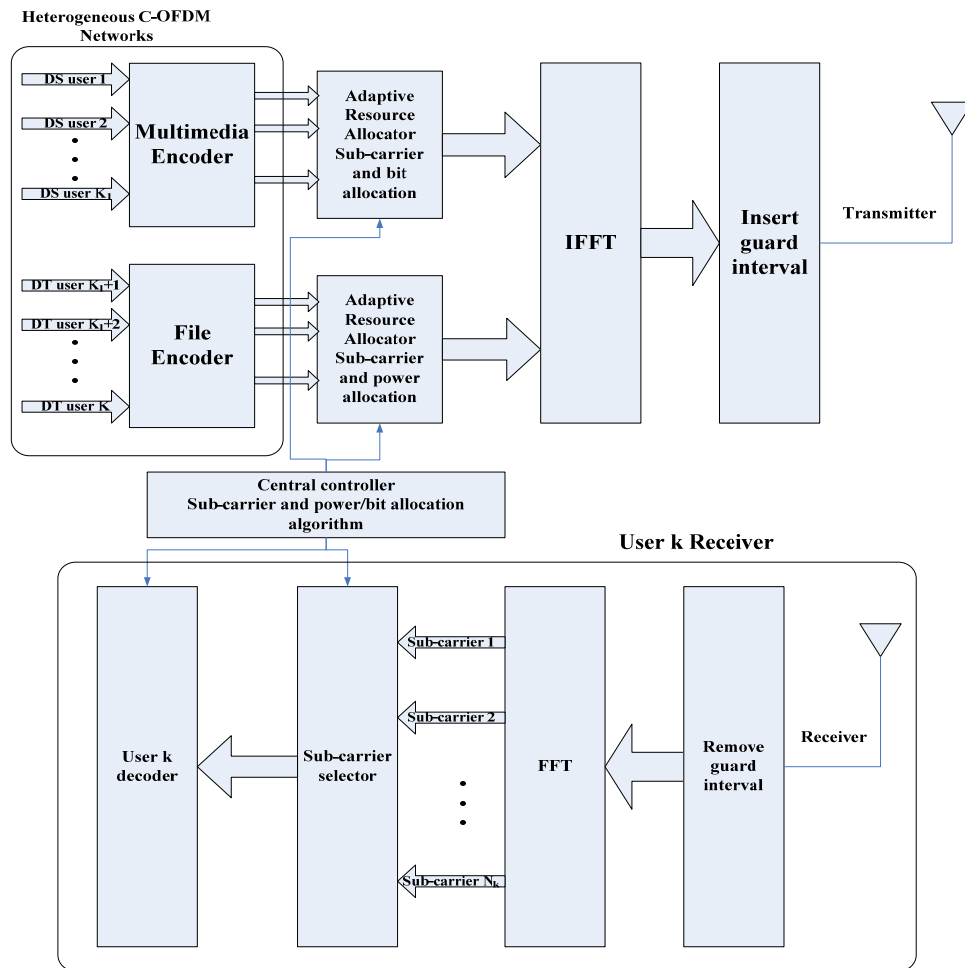 Heterogeneous C-OFDM
Networks
DS user 1
DS user 2
DS user K₁
Multimedia
Encoder
Adaptive
Resource
Allocator
Sub-carrier
and bit
allocation
DT user K₁+1
DT user K₁+2
DT user K
File
Encoder
Adaptive
Resource
Allocator
Sub-carrier
and power
allocation
IFFT
Insert
guard
interval
Transmitter
Central controller
Sub-carrier and power/bit allocation
algorithm
User k Receiver
User k
decoder
Sub-carrier
selector
Sub-carrier 1
Sub-carrier 2
Sub-carrier Nₖ
FFT
Remove
guard
interval
Receiver